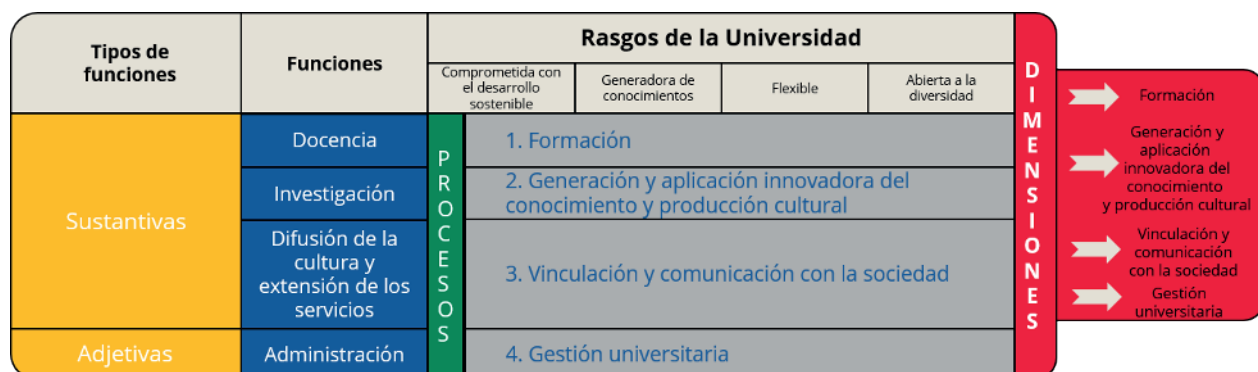 Tipos de
funciones
Funciones
Rasgos de la Universidad
Comprometida con
el desarrollo
sostenible
Generadora de
conocimientos
Flexible
Abierta a la
diversidad
DIMENSIONES
Sustantivas
Docencia
PROCESOS
1. Formación
Investigación
2. Generación y aplicación innovadora del
conocimiento y producción cultural
Difusión de la
cultura y
extensión de los
servicios
3. Vinculación y comunicación con la sociedad
Adjetivas
Administración
4. Gestión universitaria
Formación
Generación y
aplicación
innovadora del
conocimiento
y producción cultural
Vinculación y
comunicación
con la sociedad
Gestión
universitaria